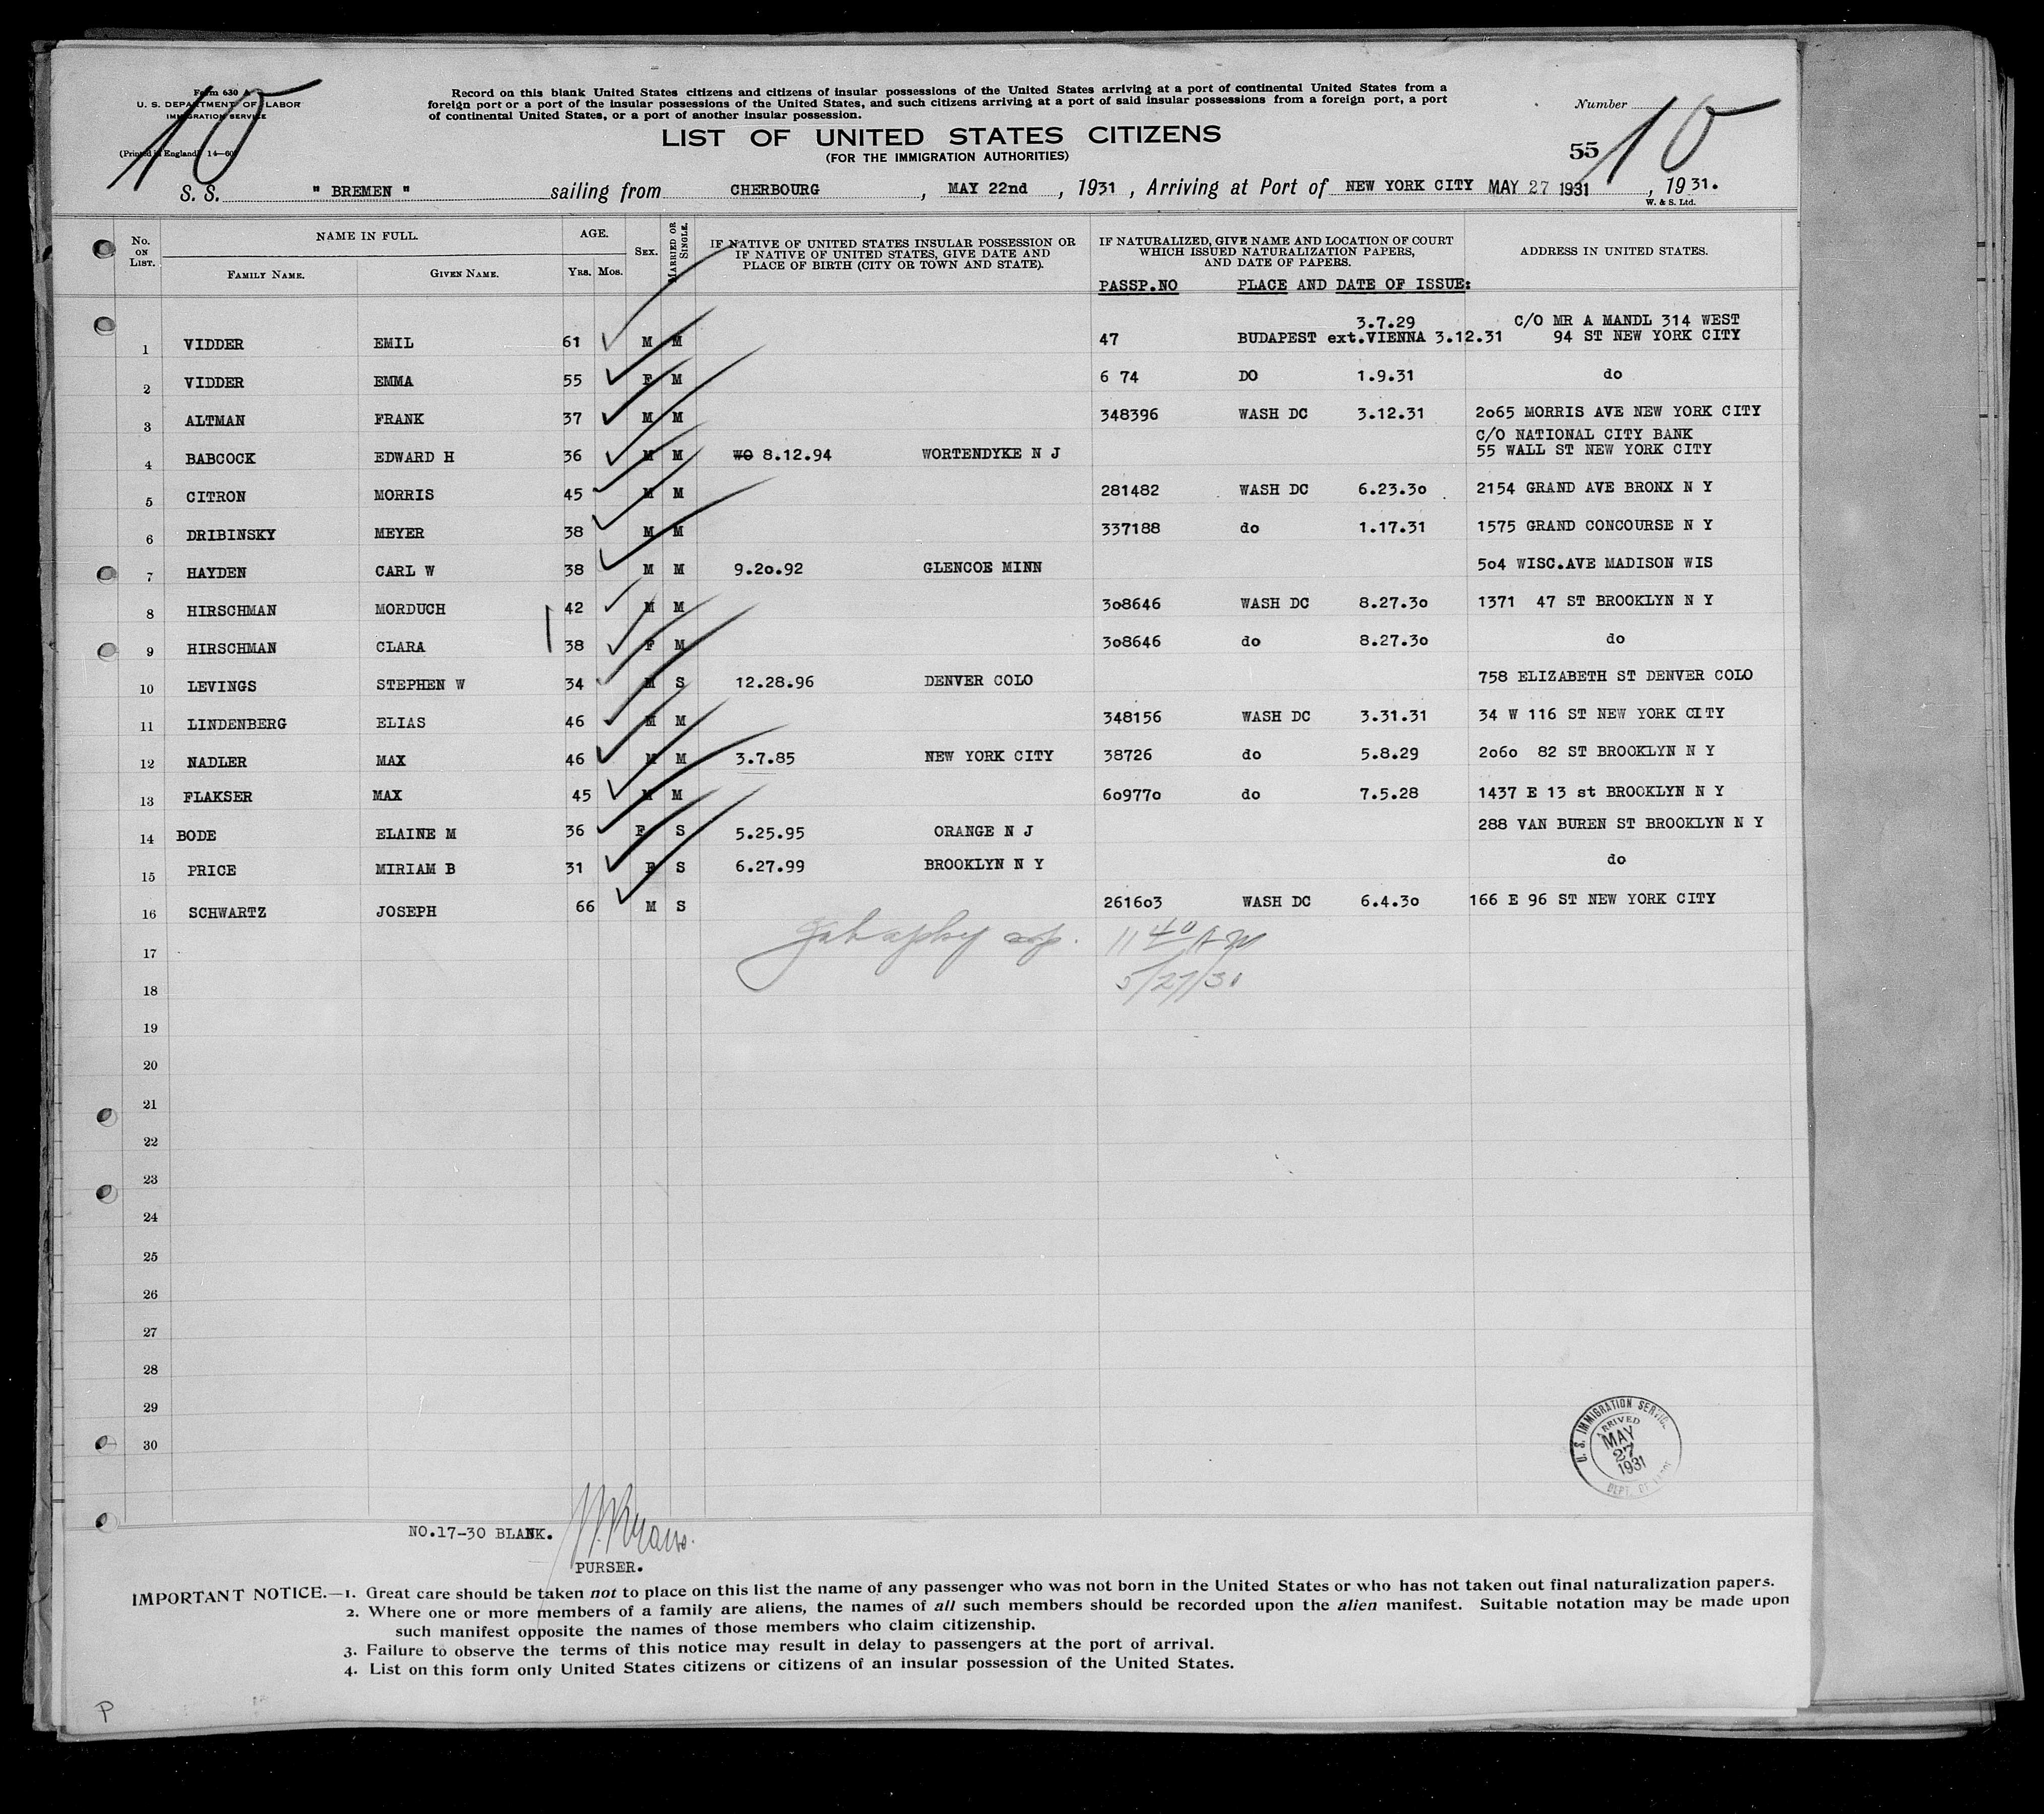 10
Form 630 A
U. S. DEPARTMENT OF LABOR
IMMIGRATION SERVICE
(Printed in England) 14—60
Record on this blank United States citizens and citizens of insular possessions of the United States arriving at a port of continental United States from a
foreign port or a port of the insular possessions of the United States, and such citizens arriving at a port of said insular possessions from a foreign port, a port
of continental United States, or a port of another insular possession.
LIST OF UNITED STATES CITIZENS
(FOR THE IMMIGRATION AUTHORITIES)
Number
55
10
S. S. " BREMEN " sailing from CHERBOURG , MAY 22nd , 1931 , Arriving at Port of NEW YORK CITY MAY 27 1931 , 1931.
W. & S. Ltd.
No. ON LIST. NAME IN FULL. AGE. SEX. MARRIED OR SINGLE. IF NATIVE OF UNITED STATES INSULAR POSSESSION OR IF NATIVE OF UNITED STATES, GIVE DATE AND PLACE OF BIRTH (CITY OR TOWN AND STATE). IF NATURALIZED, GIVE NAME AND LOCATION OF COURT WHICH ISSUED NATURALIZATION PAPERS, AND DATE OF PAPERS. ADDRESS IN UNITED STATES.
FAMILY NAME. GIVEN NAME. YRS. MOS. PASSP.NO PLACE AND DATE OF ISSUE:
3.7.29 C/O MR A MANDL 314 WEST
1 VIDDER EMIL 61 M M 47 BUDAPEST ext.VIENNA 3.12.31 94 ST NEW YORK CITY
2 VIDDER EMMA 55 F M 6 74 DO 1.9.31 do
3 ALTMAN FRANK 37 M M 348396 WASH DC 3.12.31 2065 MORRIS AVE NEW YORK CITY
C/O NATIONAL CITY BANK
4 BABCOCK EDWARD H 36 M M WO 8.12.94 WORTENDYKE N J 55 WALL ST NEW YORK CITY
5 CITRON MORRIS 45 M M 281482 WASH DC 6.23.30 2154 GRAND AVE BRONX N Y
6 DRIBINSKY MEYER 38 M M 337188 do 1.17.31 1575 GRAND CONCOURSE N Y
7 HAYDEN CARL W 38 M M 9.20.92 GLENCOE MINN 504 WISC.AVE MADISON WIS
8 HIRSCHMAN MORDUCH 42 M M 308646 WASH DC 8.27.30 1371 47 ST BROOKLYN N Y
9 HIRSCHMAN CLARA 38 F M 308646 do 8.27.30 do
10 LEVINGS STEPHEN W 34 M S 12.28.96 DENVER COLO 758 ELIZABETH ST DENVER COLO
11 LINDENBERG ELIAS 46 M M 348156 WASH DC 3.31.31 34 W 116 ST NEW YORK CITY
12 NADLER MAX 46 M M 3.7.85 NEW YORK CITY 38726 do 5.8.29 2060 82 ST BROOKLYN N Y
13 FLAKSER MAX 45 M M 609770 do 7.5.28 1437 E 13 st BROOKLYN N Y
14 BODE ELAINE M 36 F S 5.25.95 ORANGE N J 288 VAN BUREN ST BROOKLYN N Y
15 PRICE MIRIAM B 31 F S 6.27.99 BROOKLYN N Y do
16 SCHWARTZ JOSEPH 66 M S 261603 WASH DC 6.4.30 166 E 96 ST NEW YORK CITY
17 11 40 AM
18 5/27/31
19
20
21
22
23
24
25
26
27
28
29
30
U. S. IMMIGRATION SERVICE
ARRIVED
MAY
27
1931
DEPT. OF LABOR
NO.17-30 BLANK.
PURSER.
IMPORTANT NOTICE.—1. Great care should be taken not to place on this list the name of any passenger who was not born in the United States or who has not taken out final naturalization papers.
2. Where one or more members of a family are aliens, the names of all such members should be recorded upon the alien manifest. Suitable notation may be made upon
such manifest opposite the names of those members who claim citizenship.
3. Failure to observe the terms of this notice may result in delay to passengers at the port of arrival.
4. List on this form only United States citizens or citizens of an insular possession of the United States.
P